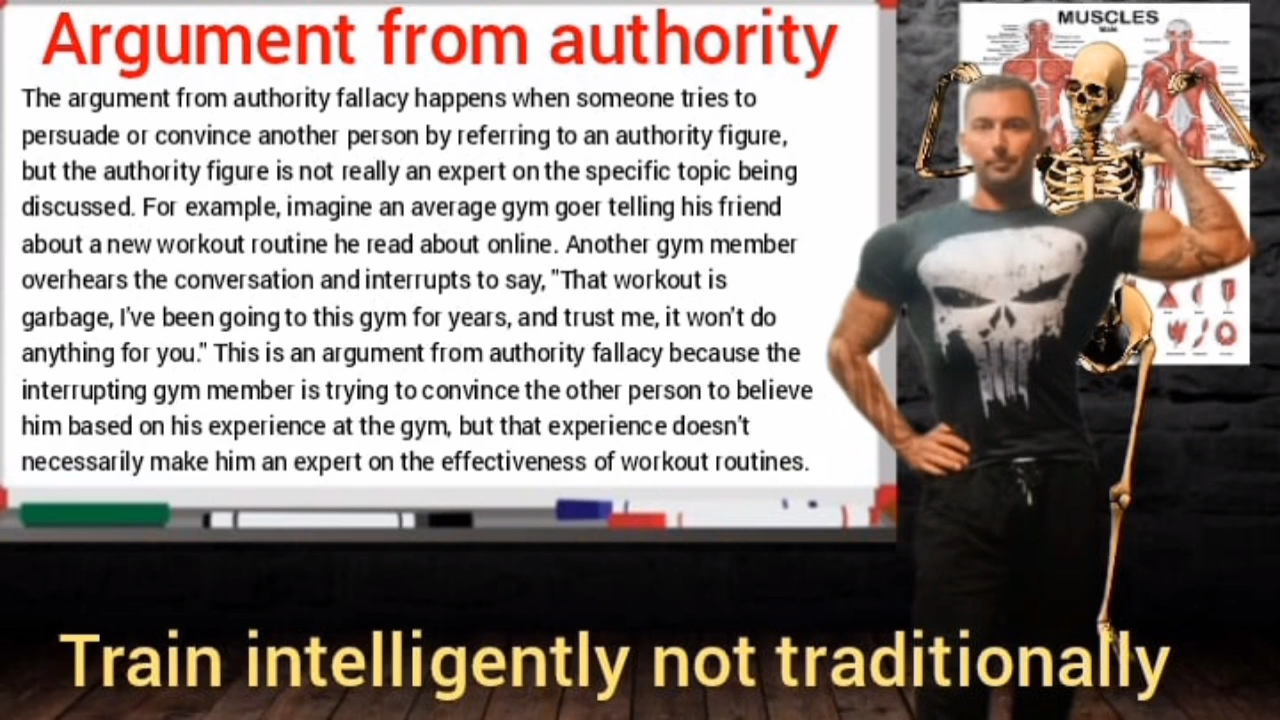 Argument from authority
The argument from authority fallacy happens when someone tries to
persuade or convince another person by referring to an authority figure,
but the authority figure is not really an expert on the specific topic being
discussed. For example, imagine an average gym goer telling his friend
about a new workout routine he read about online. Another gym member
overhears the conversation and interrupts to say, "That workout is
garbage, I've been going to this gym for years, and trust me, it won't do
anything for you." This is an argument from authority fallacy because the
interrupting gym member is trying to convince the other person to believe
him based on his experience at the gym, but that experience doesn't
necessarily make him an expert on the effectiveness of workout routines.
MUSCLES
Train intelligently not traditionally